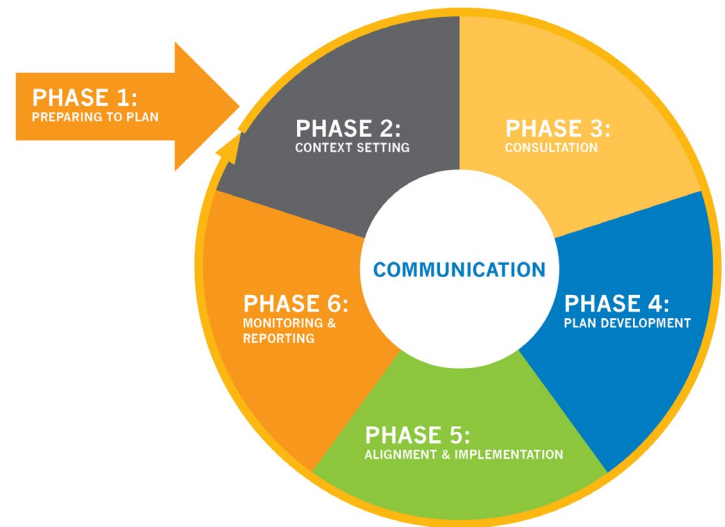 PHASE 1:
PREPARING TO PLAN
PHASE 2:
CONTEXT SETTING
PHASE 3:
CONSULTATION
COMMUNICATION
PHASE 4:
PLAN DEVELOPMENT
PHASE 5:
ALIGNMENT & IMPLEMENTATION
PHASE 6:
MONITORING &
REPORTING